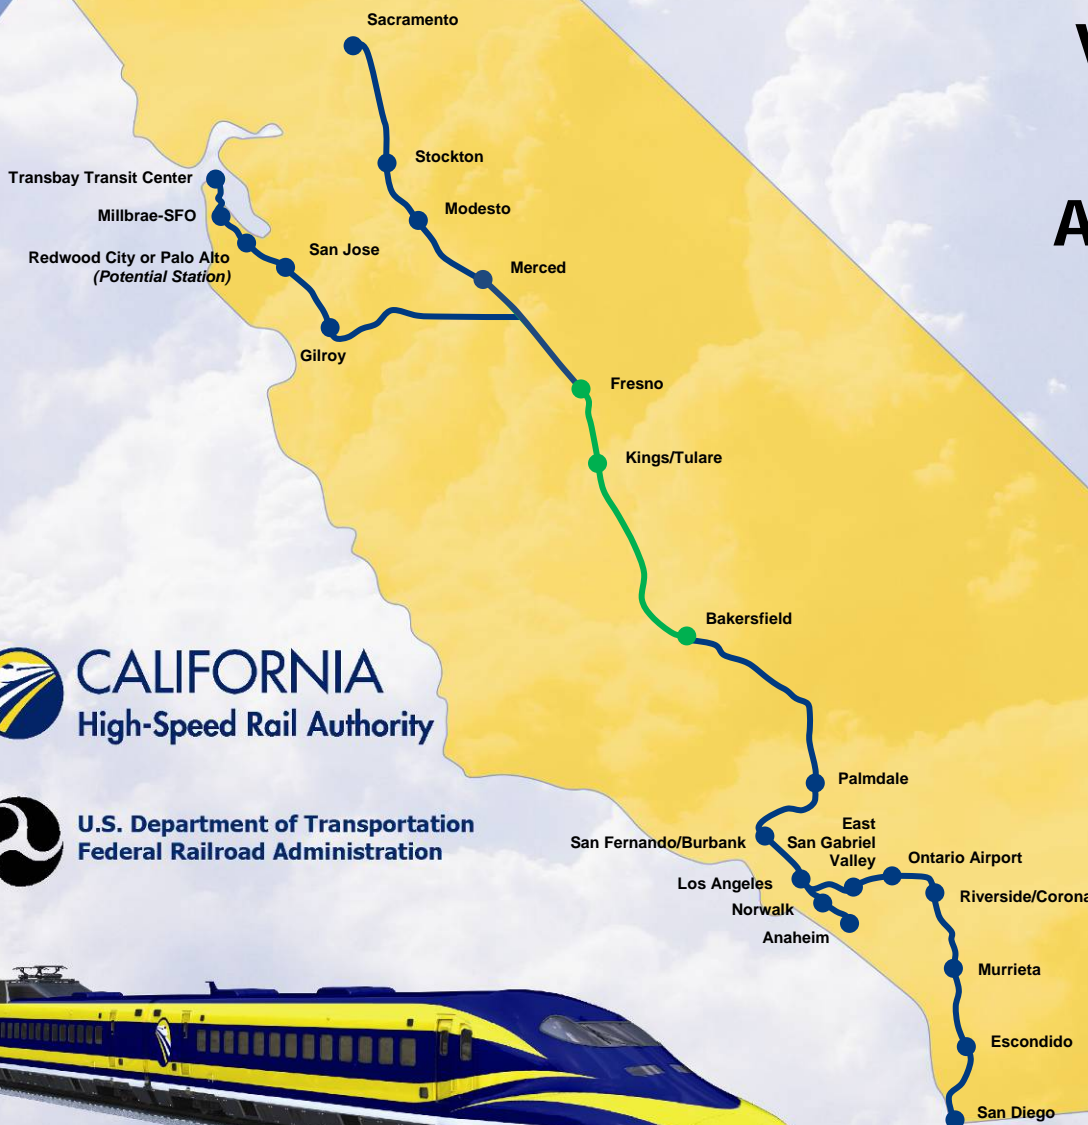 V
A
Sacramento
Stockton
Transbay Transit Center
Modesto
Millbrae-SFO
San Jose
Redwood City or Palo Alto
(Potential Station)
Merced
Gilroy
Fresno
Kings/Tulare
Bakersfield
CALIFORNIA
High-Speed Rail Authority
Palmdale
U.S. Department of Transportation
Federal Railroad Administration
San Fernando/Burbank
East
San Gabriel
Valley
Ontario Airport
Los Angeles
Riverside/Corona
Norwalk
Anaheim
Murrieta
Escondido
San Diego